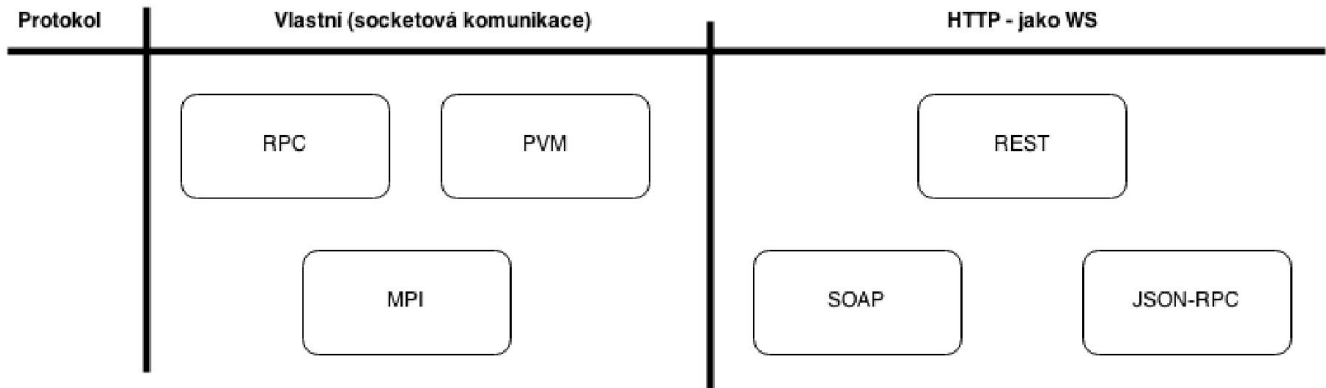 Protokol
Vlastní (socketová komunikace)
HTTP - jako WS
RPC
PVM
REST
MPI
SOAP
JSON-RPC